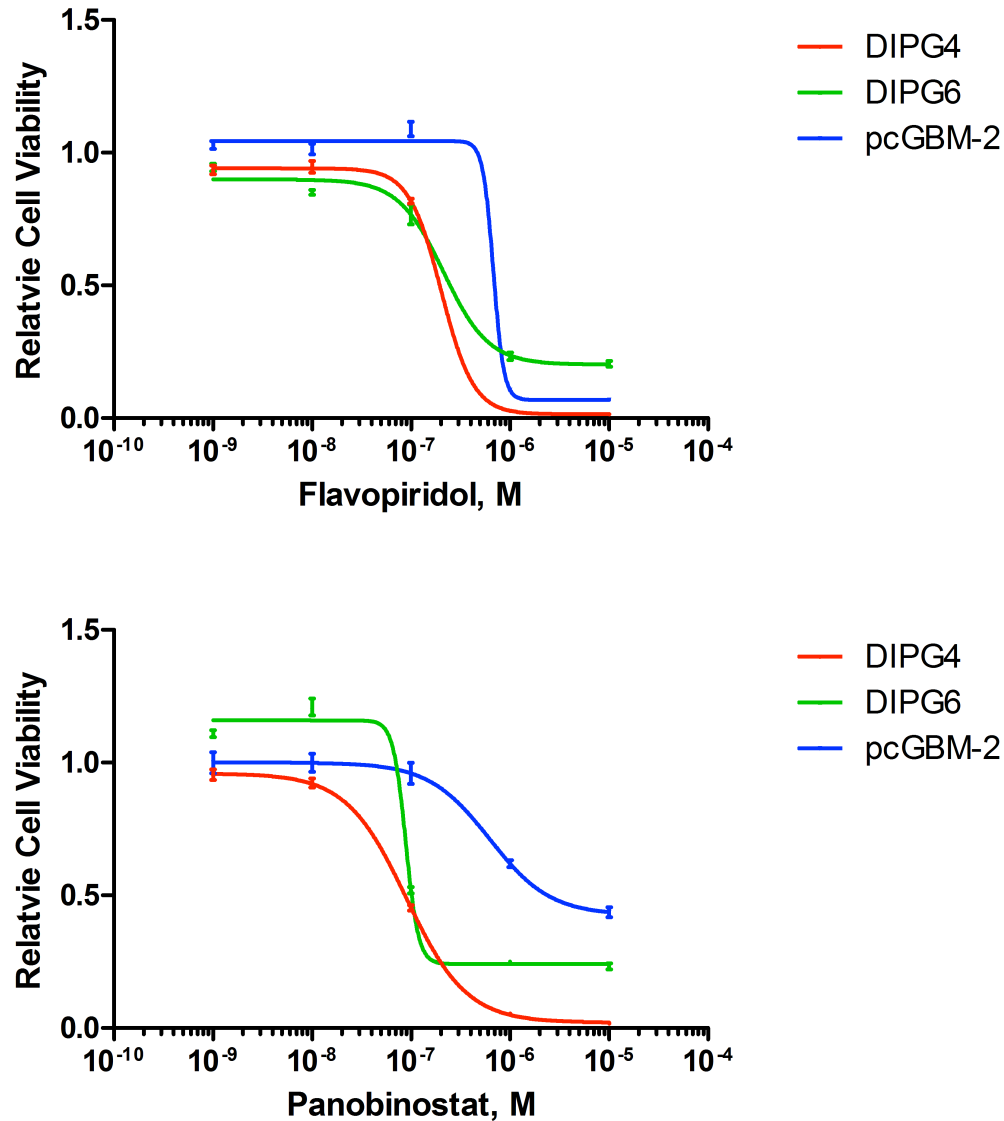 1.5
1.0
0.5
0.0
Relatvie Cell Viability
10-10 10-9 10-8 10-7 10-6 10-5 10-4
Flavopiridol, M
DIPG4
DIPG6
pcGBM-2
1.5
1.0
0.5
0.0
Relatvie Cell Viability
10-10 10-9 10-8 10-7 10-6 10-5 10-4
Panobinostat, M
DIPG4
DIPG6
pcGBM-2